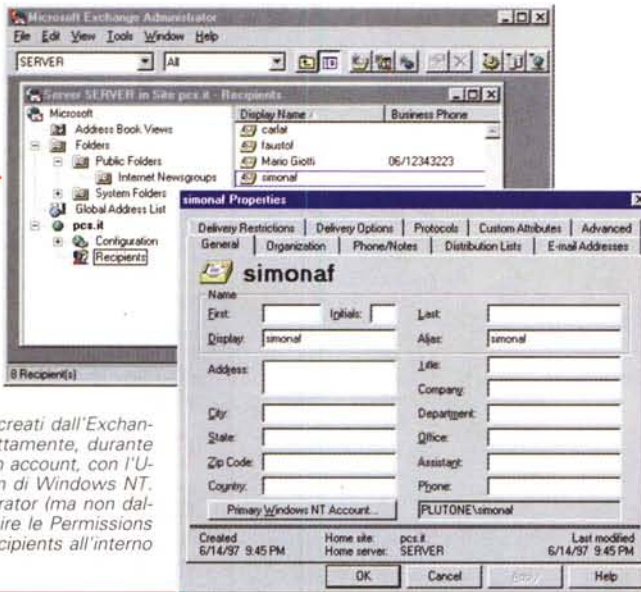 Microsoft Exchange Administrator
File Edit View Tools Window Help
SERVER All
Server SERVER in Site pcs.it - Recipients
Microsoft
Address Book Views
Folders
Public Folders
Internet Newsgroups
System Folders
Global Address List
pcs.it
Configuration
Recipients
Display Name / Business Phone
carlat
faustof
Mario Giotti 06/12343223
simonaf
8 Recipient(s)
simonaf Properties
Delivery Restrictions Delivery Options Protocols Custom Attributes Advanced
General Organization Phone/Notes Distribution Lists E-mail Addresses
simonaf
Name
First: Initials: Last:
Display: simonaf Alias: simonaf
Address: Title:
Company:
City: Department:
State: Office:
Zip Code: Assistant:
Country: Phone:
Primary Windows NT Account... PLUTONE\simonaf
Created Home site: pcs.it Last modified
6/14/97 9:45 PM Home server: SERVER 6/14/97 9:45 PM
OK Cancel Apply Help
creati dall'Exchan-
ttamente, durante
n account, con l'U-
n di Windows NT.
rator (ma non dal-
ire le Permissions
cipients all'interno